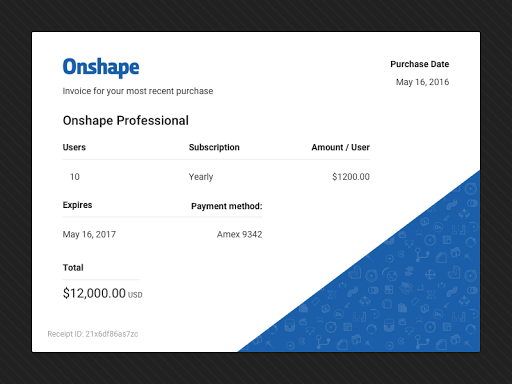 Onshape
Purchase Date
May 16, 2016
Invoice for your most recent purchase
Onshape Professional
Users Subscription Amount / User
10 Yearly $1200.00
Expires Payment method:
May 16, 2017 Amex 9342
Total
$12,000.00 USD
Receipt ID: 21x6df86as7zc